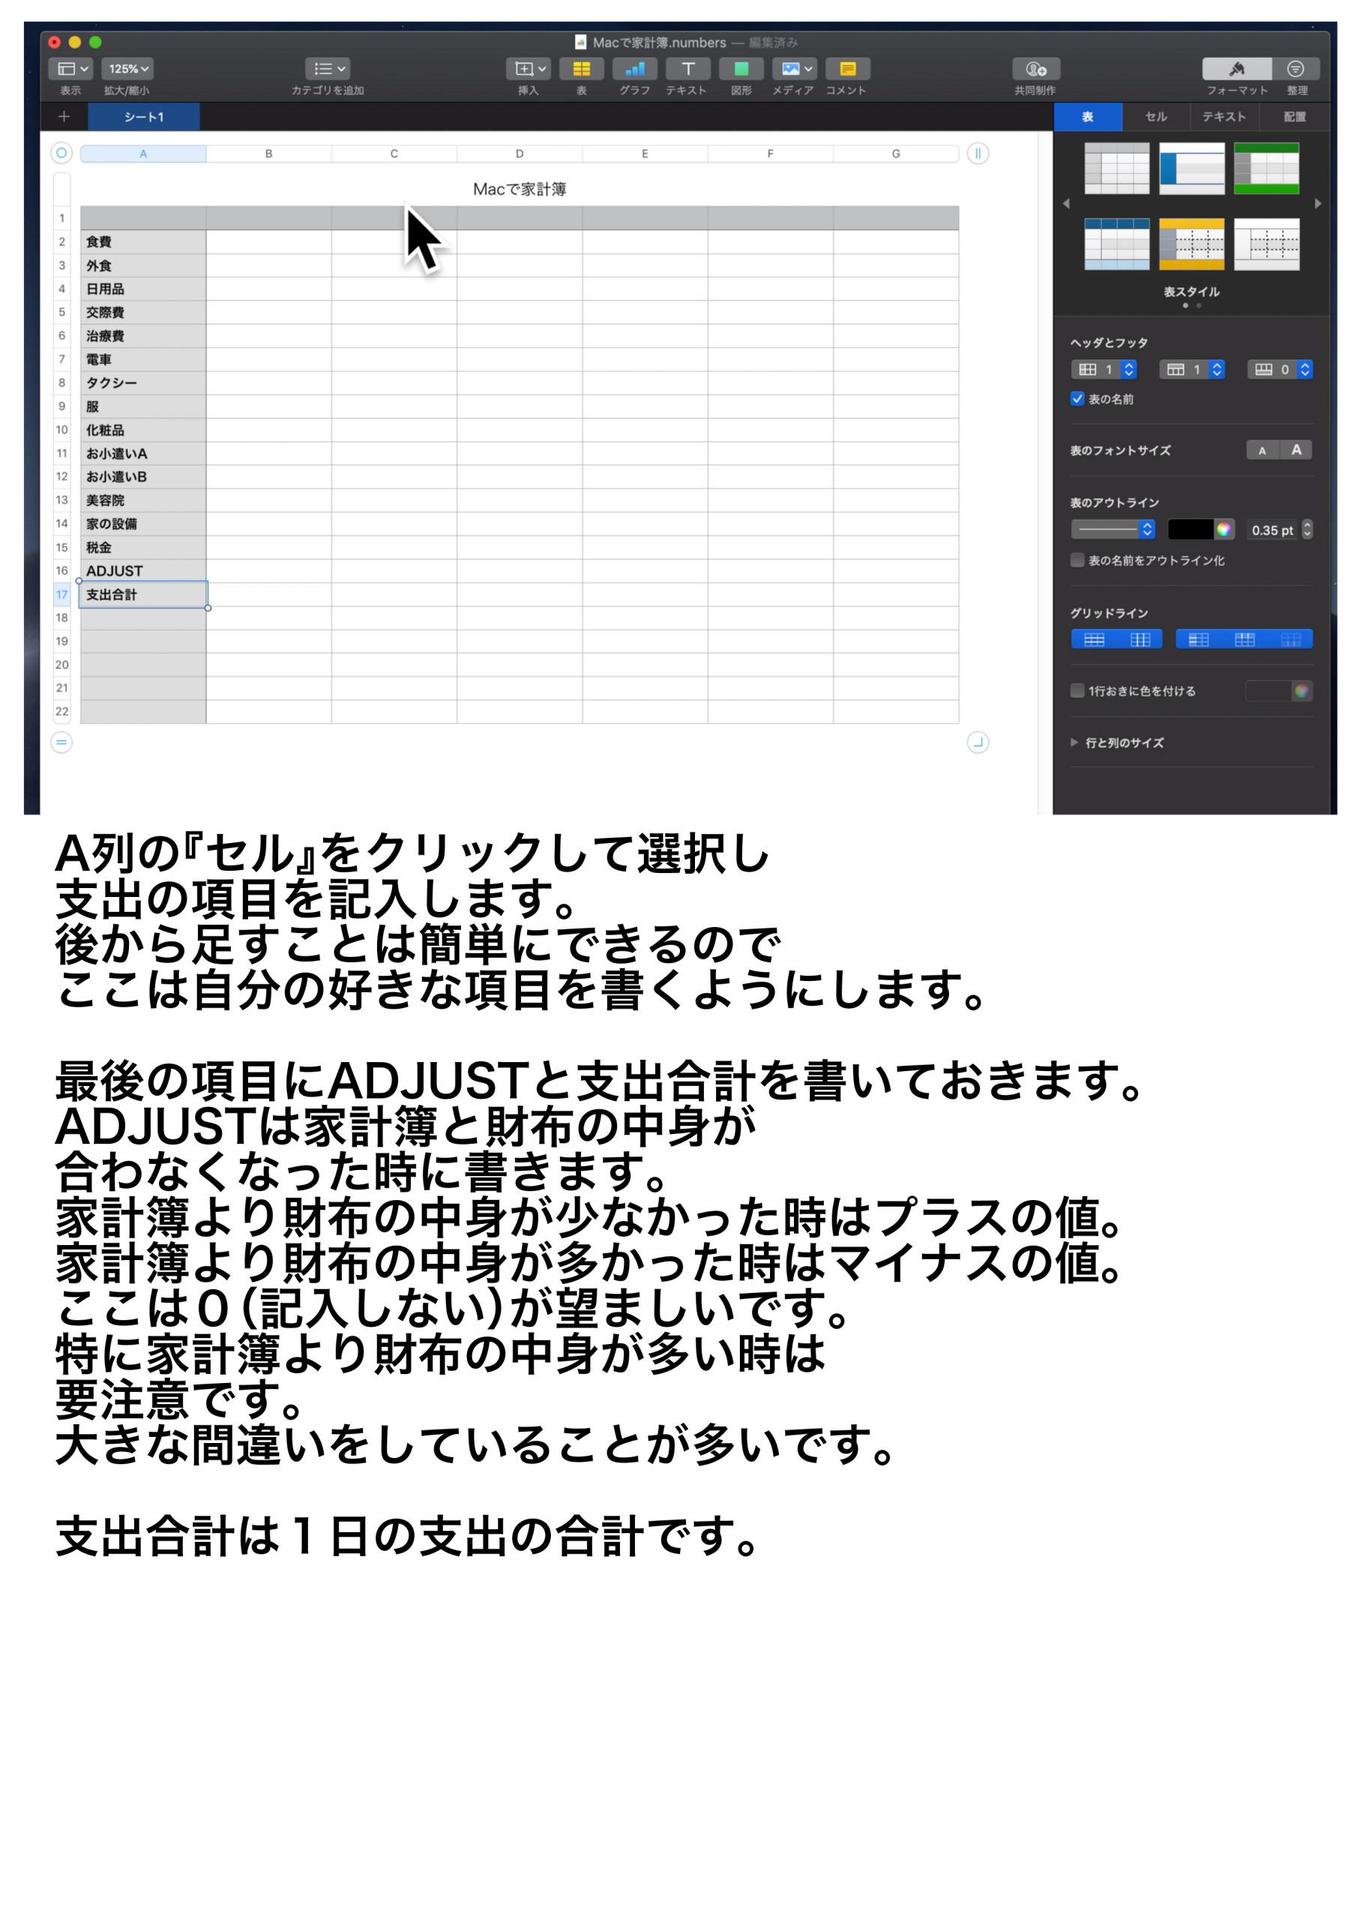 Macで家計簿.numbers — 編集済み
125%
表示 拡大/縮小 カテゴリを追加 挿入 表 グラフ テキスト 図形 メディア コメント 共同制作 フォーマット 整理
シート1
表 セル テキスト 配置
A B C D E F G
Macで家計簿
1
2 食費
3 外食
4 日用品
5 交際費
6 治療費
7 電車
8 タクシー
9 服
10 化粧品
11 お小遣いA
12 お小遣いB
13 美容院
14 家の設備
15 税金
16 ADJUST
17 支出合計
18
19
20
21
22
表スタイル
ヘッダとフッタ
1 1 0
表の名前
表のフォントサイズ A A
表のアウトライン
0.35 pt
表の名前をアウトライン化
グリッドライン
1行おきに色を付ける
行と列のサイズ
A列の『セル』をクリックして選択し
支出の項目を記入します。
後から足すことは簡単にできるので
ここは自分の好きな項目を書くようにします。
最後の項目にADJUSTと支出合計を書いておきます。
ADJUSTは家計簿と財布の中身が
合わなくなった時に書きます。
家計簿より財布の中身が少なかった時はプラスの値。
家計簿より財布の中身が多かった時はマイナスの値。
ここは０（記入しない）が望ましいです。
特に家計簿より財布の中身が多い時は
要注意です。
大きな間違いをしていることが多いです。
支出合計は１日の支出の合計です。